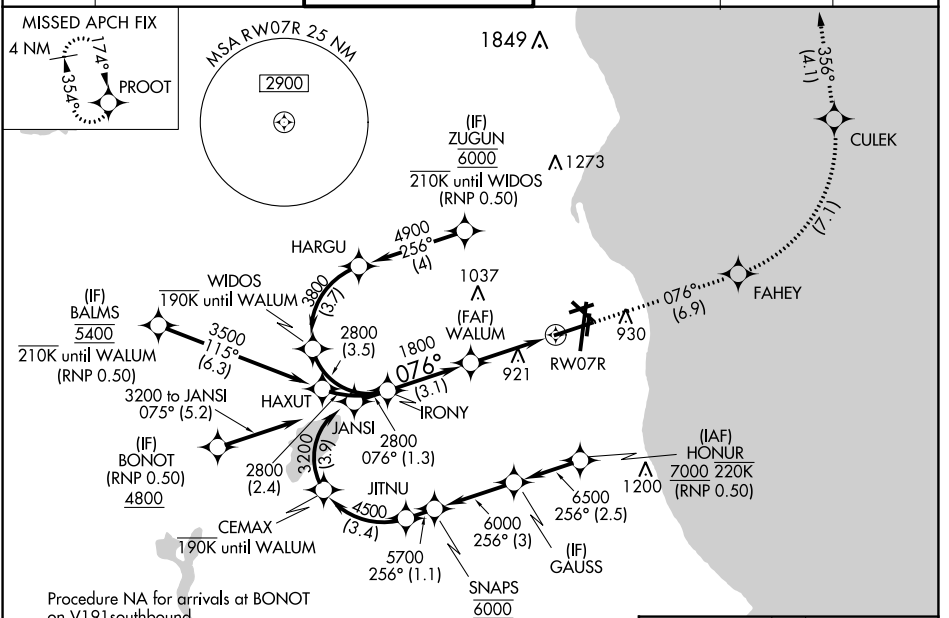 MISSED APCH FIX
4 NM
174°
354°
PROOT
MSA RW07R 25 NM
2900
1849
356°
(4.1)
CULEK
(1.7)
FAHEY
076°
(6.9)
(IF)
ZUGUN
6000
210K until WIDOS
(RNP 0.50)
1273
4900
256°
(4)
HARGU
3800
(3.7)
WIDOS
190K until WALUM
1037
(FAF)
WALUM
930
RW07R
921
(IF)
BALMS
5400
210K until WALUM
(RNP 0.50)
3500
115°
(6.3)
2800
(3.5)
1800
076°
(3.1)
IRONY
HAXUT
3200 to JANSI
075° (5.2)
JANSI
2800
076° (1.3)
(IF)
BONOT
(RNP 0.50)
4800
2800
(2.4)
3200
(3.9)
CEMAX
190K until WALUM
JITNU
4500
(3.4)
5700
256° (1.1)
SNAPS
6000
6000
256° (3)
(IF)
GAUSS
6500
256° (2.5)
1200
(IAF)
HONUR
7000 220K
(RNP 0.50)
Procedure NA for arrivals at BONOT
on V191southbound